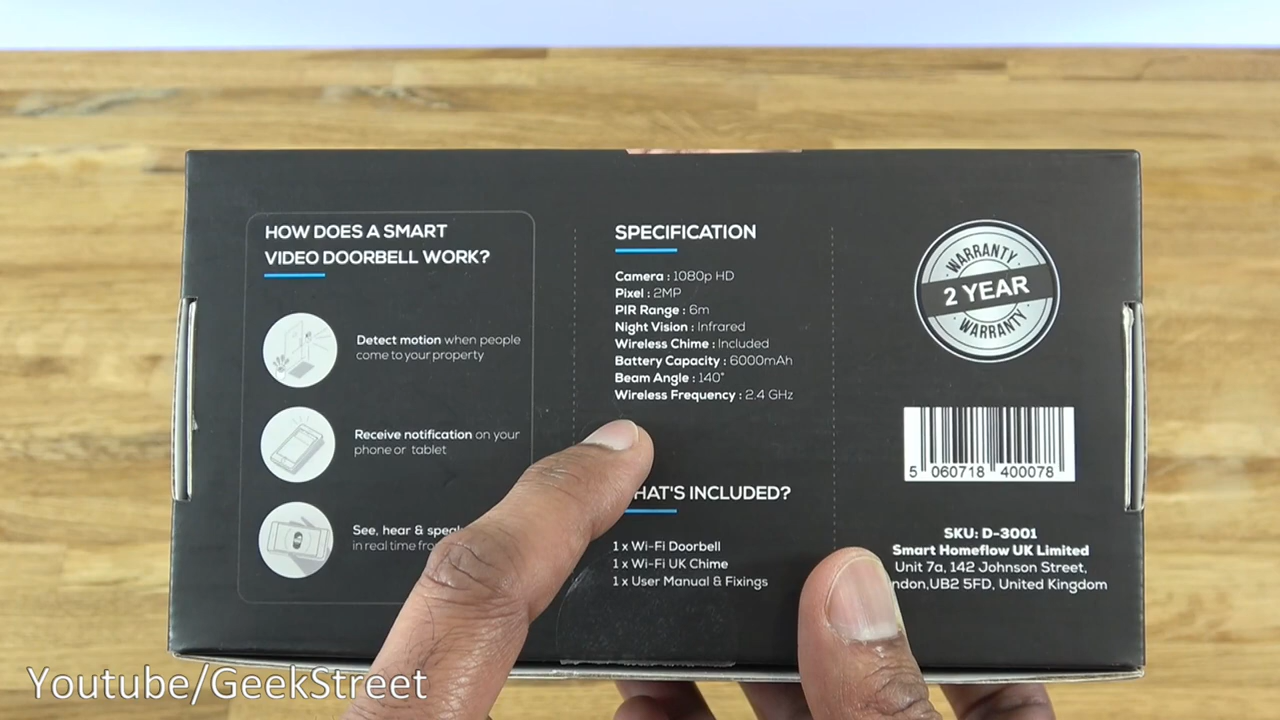 HOW DOES A SMART
VIDEO DOORBELL WORK?
Detect motion when people
come to your property
Receive notification on your
phone or tablet
See, hear &
in real time
SPECIFICATION
Camera : 1080p HD
Pixel : 2MP
PIR Range : 6m
Night Vision : Infrared
Wireless Chime : Included
Battery Capacity : 6000mAh
Beam Angle : 140°
Wireless Frequency : 2.4 GHz
INCLUDED?
1 x Wi-Fi Doorbell
1 x Wi-Fi UK Chime
1 x User Manual & Fixings
WARRANTY
2 YEAR
WARRANTY
5 060718 400078
SKU: D-3001
Smart Homeflow UK Limited
Unit 7a, 142 Johnson Street,
UB2 5FD, United Kingdom
Youtube/GeekStreet